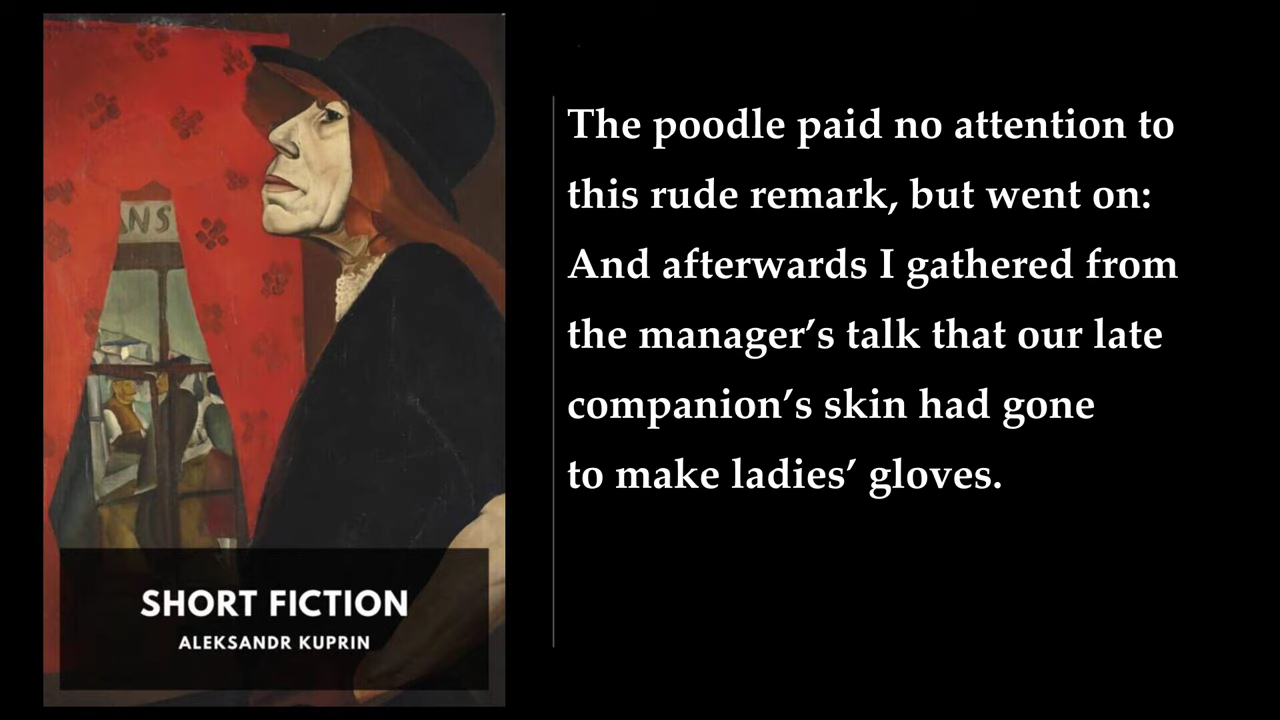 ANS
SHORT FICTION
ALEKSANDR KUPRIN
The poodle paid no attention to
this rude remark, but went on:
And afterwards I gathered from
the manager’s talk that our late
companion’s skin had gone
to make ladies’ gloves.